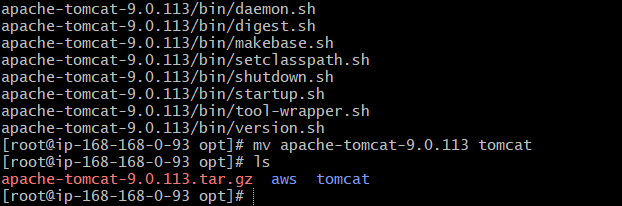 apache-tomcat-9.0.113/bin/daemon.sh
apache-tomcat-9.0.113/bin/digest.sh
apache-tomcat-9.0.113/bin/makebase.sh
apache-tomcat-9.0.113/bin/setclasspath.sh
apache-tomcat-9.0.113/bin/shutdown.sh
apache-tomcat-9.0.113/bin/startup.sh
apache-tomcat-9.0.113/bin/tool-wrapper.sh
apache-tomcat-9.0.113/bin/version.sh
[root@ip-168-168-0-93 opt]# mv apache-tomcat-9.0.113 tomcat
[root@ip-168-168-0-93 opt]# ls
apache-tomcat-9.0.113.tar.gz  aws  tomcat
[root@ip-168-168-0-93 opt]#